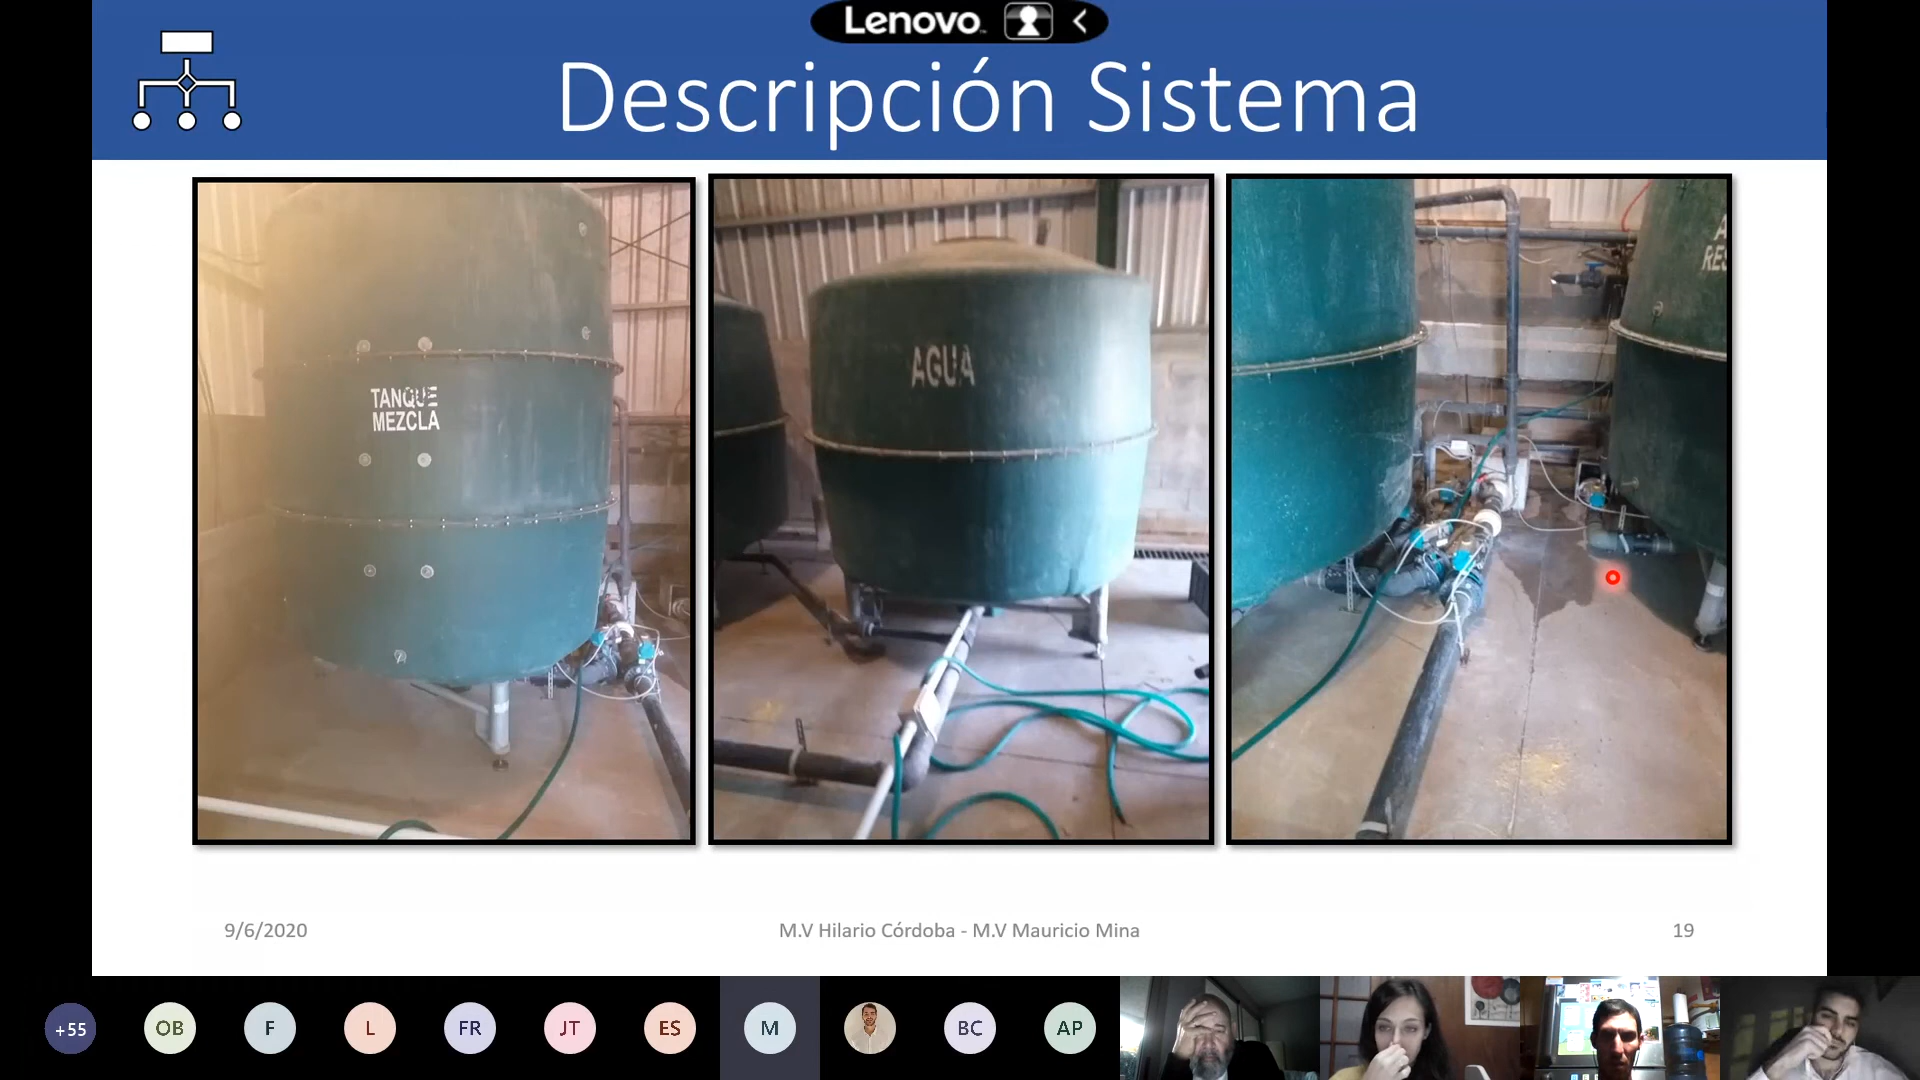 Lenovo
Descripción Sistema
TANQUE
MEZCLA
AGUA
9/6/2020
M.V Hilario Córdoba - M.V Mauricio Mina
19
+55
OB
F
L
FR
JT
ES
M
BC
AP